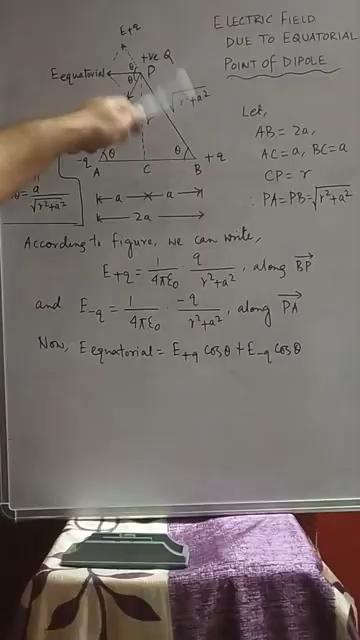 ELECTRIC FIELD
DUE TO EQUATORIAL
POINT OF DIPOLE
E+q
+ve Q
Eequatorial
θ
P
θ
√r²+a²
r
-q
θ
θ
+q
A
C
B
a
a
2a
θ = a/√r²+a²
Let,
AB = 2a,
AC = a, BC = a
CP = r
∴ PA = PB = √r²+a²
According to figure, we can write,
E+q = 1/4πε₀ · q/r²+a², along BP→
and E-q = 1/4πε₀ · -q/r²+a², along PA→
Now, E equatorial = E+q cosθ + E-q cosθ